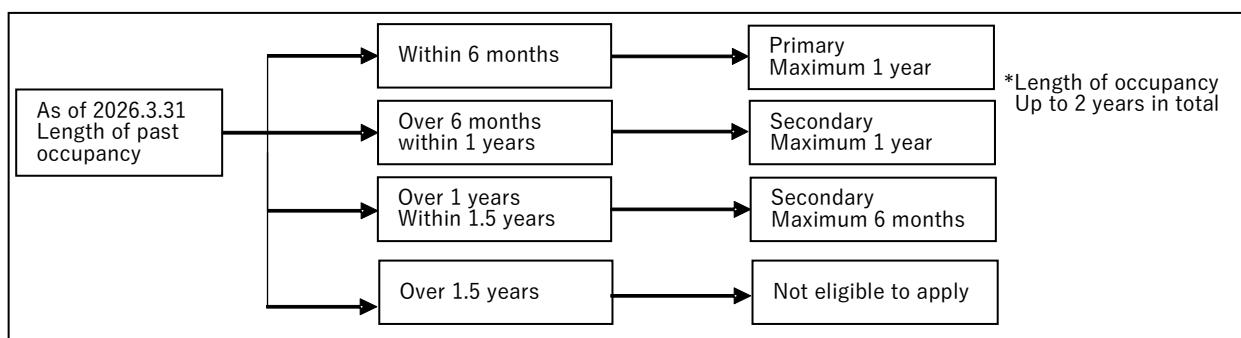 As of 2026.3.31
Length of past
occupancy
Within 6 months
Primary
Maximum 1 year
*Length of occupancy
Up to 2 years in total
Over 6 months
within 1 years
Secondary
Maximum 1 year
Over 1 years
Within 1.5 years
Secondary
Maximum 6 months
Over 1.5 years
Not eligible to apply